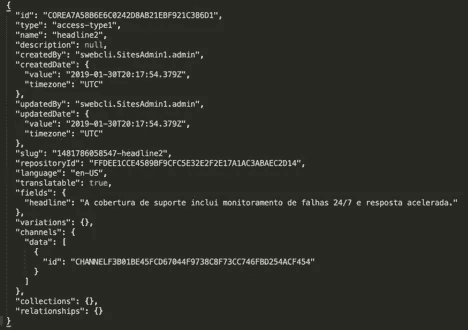 {
"id": "COREA7A58B6E6C0242D8AB21EBF921C386D1",
"type": "access-type1",
"name": "headline2",
"description": null,
"createdBy": "swebcli.SitesAdmin1.admin",
"createdDate": {
"value": "2019-01-30T20:17:54.379Z",
"timezone": "UTC"
},
"updatedBy": "swebcli.SitesAdmin1.admin",
"updatedDate": {
"value": "2019-01-30T20:17:54.379Z",
"timezone": "UTC"
},
"slug": "1481786058547-headline2",
"repositoryId": "FFDEE1CCC4589BF9CFC5E32E2F2E17A1AC3ABAEC2D14",
"language": "en-US",
"translatable": true,
"fields": {
"headline": "A cobertura de suporte inclui monitoramento de falhas 24/7 e resposta acelerada."
},
"variations": {},
"channels": {
"data": [
{
"id": "CHANNELF3B01BE45FCD67044F9738C8F73CC746FBD254ACF454"
}
]
},
"collections": {},
"relationships": {}
}